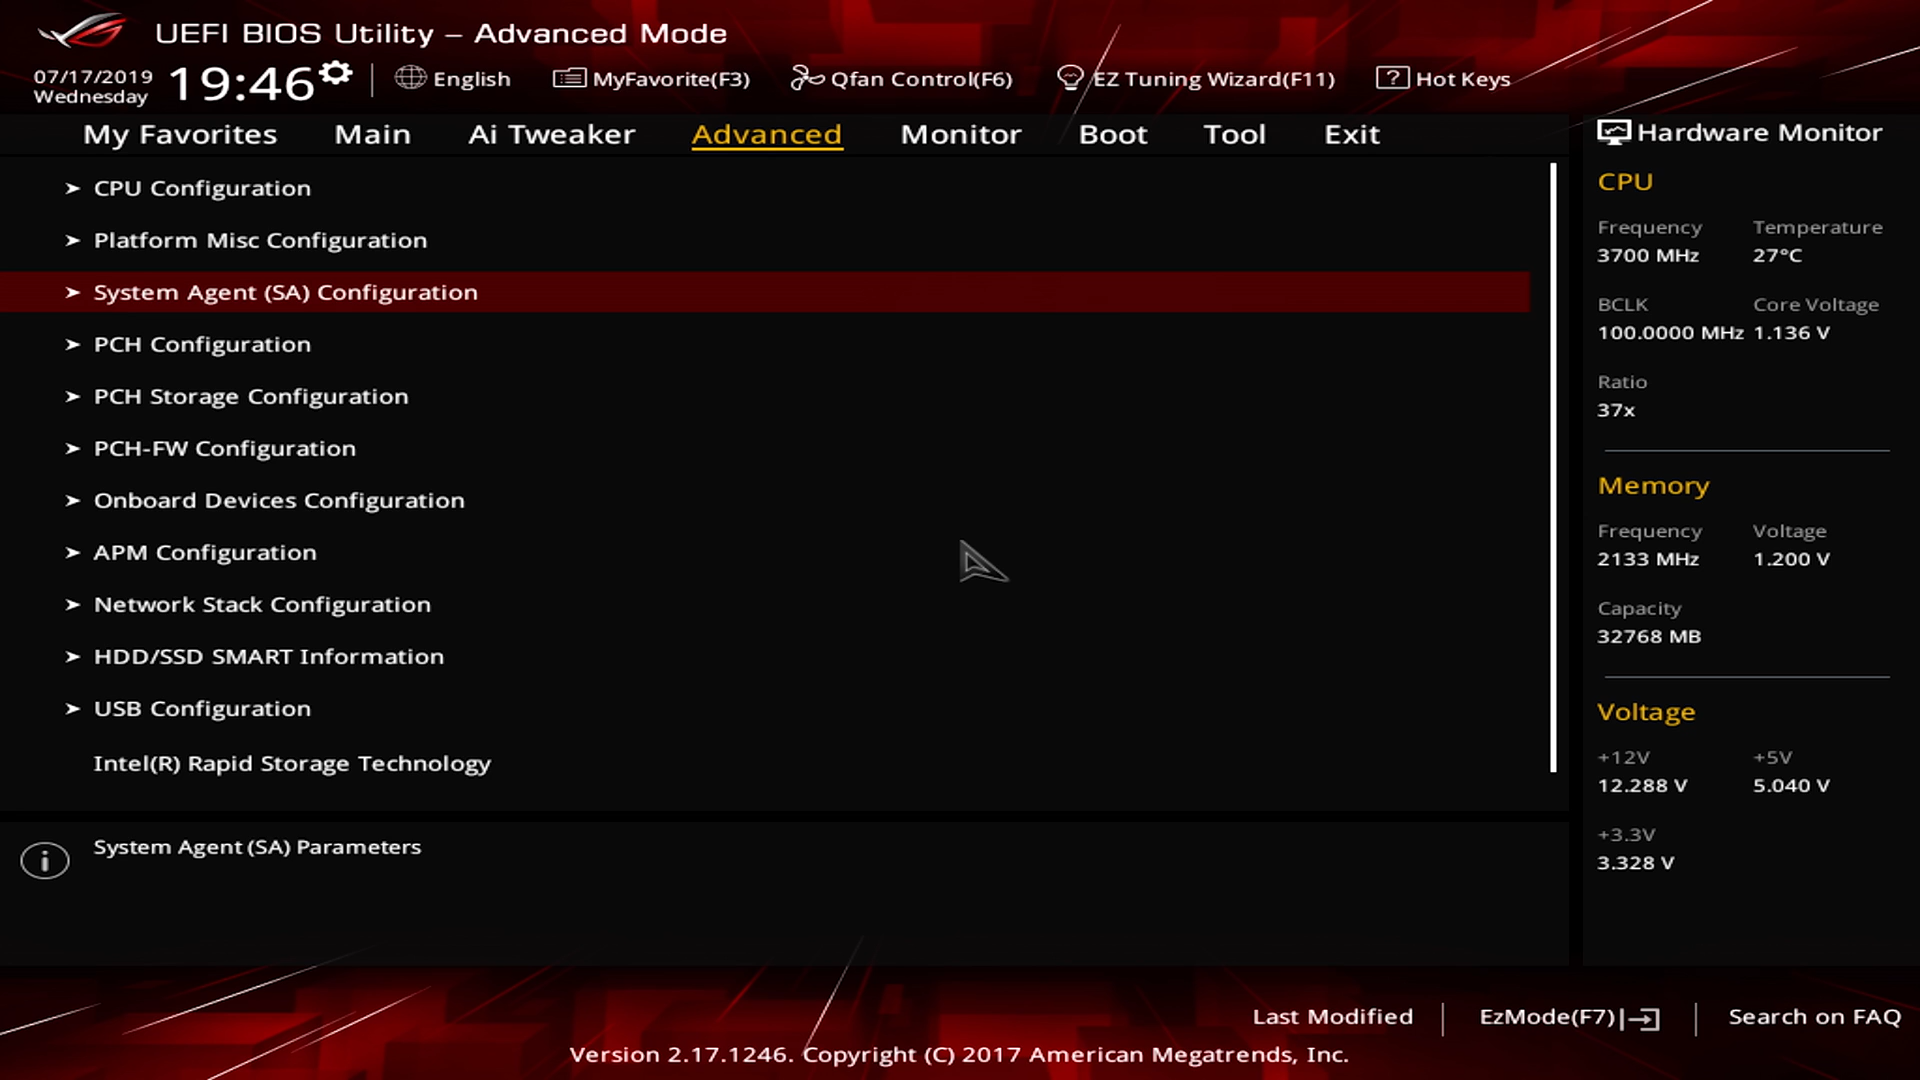 UEFI BIOS Utility – Advanced Mode
07/17/2019
Wednesday
19:46
English
MyFavorite(F3)
Qfan Control(F6)
EZ Tuning Wizard(F11)
? Hot Keys
My Favorites
Main
Ai Tweaker
Advanced
Monitor
Boot
Tool
Exit
CPU Configuration
Platform Misc Configuration
System Agent (SA) Configuration
PCH Configuration
PCH Storage Configuration
PCH-FW Configuration
Onboard Devices Configuration
APM Configuration
Network Stack Configuration
HDD/SSD SMART Information
USB Configuration
Intel(R) Rapid Storage Technology
i System Agent (SA) Parameters
Hardware Monitor
CPU
Frequency Temperature
3700 MHz 27°C
BCLK Core Voltage
100.0000 MHz 1.136 V
Ratio
37x
Memory
Frequency Voltage
2133 MHz 1.200 V
Capacity
32768 MB
Voltage
+12V +5V
12.288 V 5.040 V
+3.3V
3.328 V
Last Modified
EzMode(F7)
Search on FAQ
Version 2.17.1246. Copyright (C) 2017 American Megatrends, Inc.